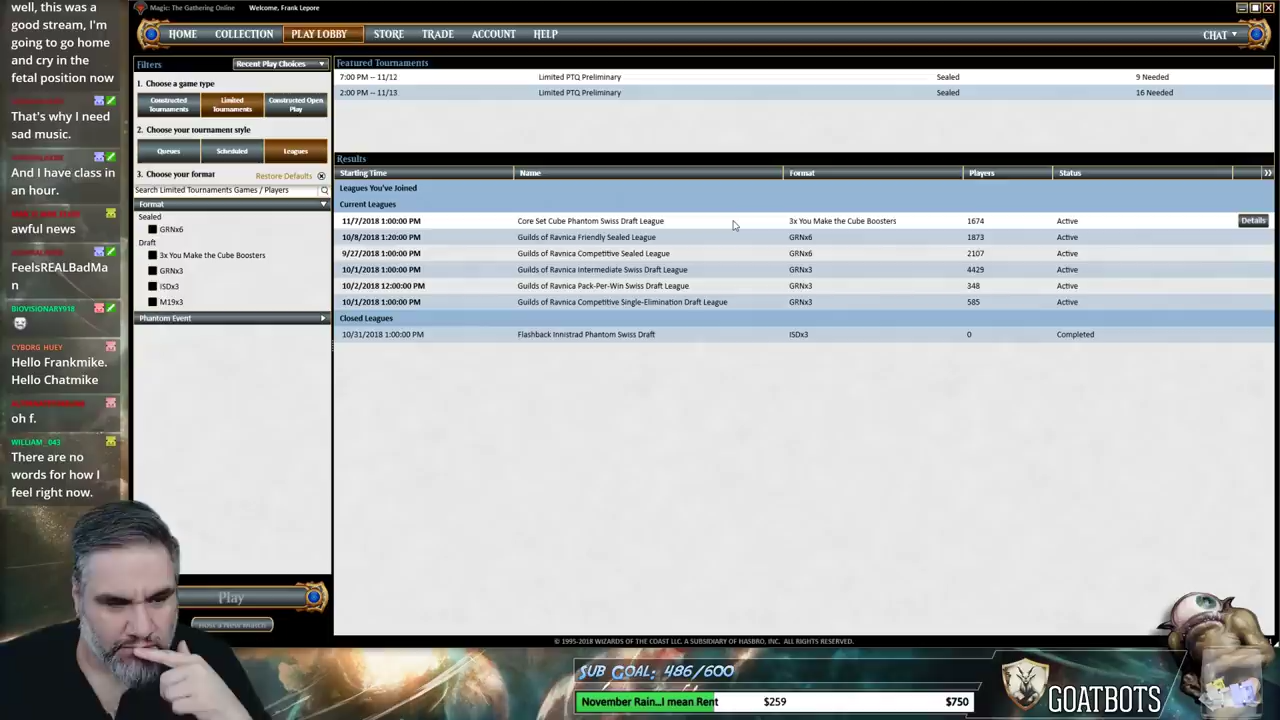 well, this was a
good stream, I'm
going to go home
and cry in the
fetal position now
That's why I need
sad music.
And I have class in
an hour.
awful news
FeelsREALBadMa
n
BIOVISIONARY918
CYBORG_HUEY
Hello Frankmike.
Hello Chatmike
oh f.
WILLIAM_043
There are no
words for how I
feel right now.
Magic: The Gathering Online Welcome, Frank Lepore
HOME COLLECTION PLAY LOBBY STORE TRADE ACCOUNT HELP CHAT
Filters Recent Play Choices
1. Choose a game type
Constructed Tournaments Limited Tournaments Constructed Open Play
2. Choose your tournament style
Queues Scheduled Leagues
3. Choose your format Restore Defaults
Search Limited Tournaments Games / Players
Format
Sealed
GRNx6
Draft
3x You Make the Cube Boosters
GRNx3
ISDx3
M19x3
Phantom Event
Play
Host a New Match
Featured Tournaments
7:00 PM -- 11/12 Limited PTQ Preliminary Sealed 9 Needed
2:00 PM -- 11/13 Limited PTQ Preliminary Sealed 16 Needed
Results
Starting Time Name Format Players Status
Leagues You've Joined
Current Leagues
11/7/2018 1:00:00 PM Core Set Cube Phantom Swiss Draft League 3x You Make the Cube Boosters 1674 Active Details
10/8/2018 1:20:00 PM Guilds of Ravnica Friendly Sealed League GRNx6 1873 Active
9/27/2018 1:00:00 PM Guilds of Ravnica Competitive Sealed League GRNx6 2107 Active
10/1/2018 1:00:00 PM Guilds of Ravnica Intermediate Swiss Draft League GRNx3 4429 Active
10/2/2018 12:00:00 PM Guilds of Ravnica Pack-Per-Win Swiss Draft League GRNx3 348 Active
10/1/2018 1:00:00 PM Guilds of Ravnica Competitive Single-Elimination Draft League GRNx3 585 Active
Closed Leagues
10/31/2018 1:00:00 PM Flashback Innistrad Phantom Swiss Draft ISDx3 0 Completed
© 1995-2018 WIZARDS OF THE COAST LLC, A SUBSIDIARY OF HASBRO, INC. ALL RIGHTS RESERVED.
SUB GOAL: 486/600
November Rain...I mean Rent $259 $750
GOATBOTS